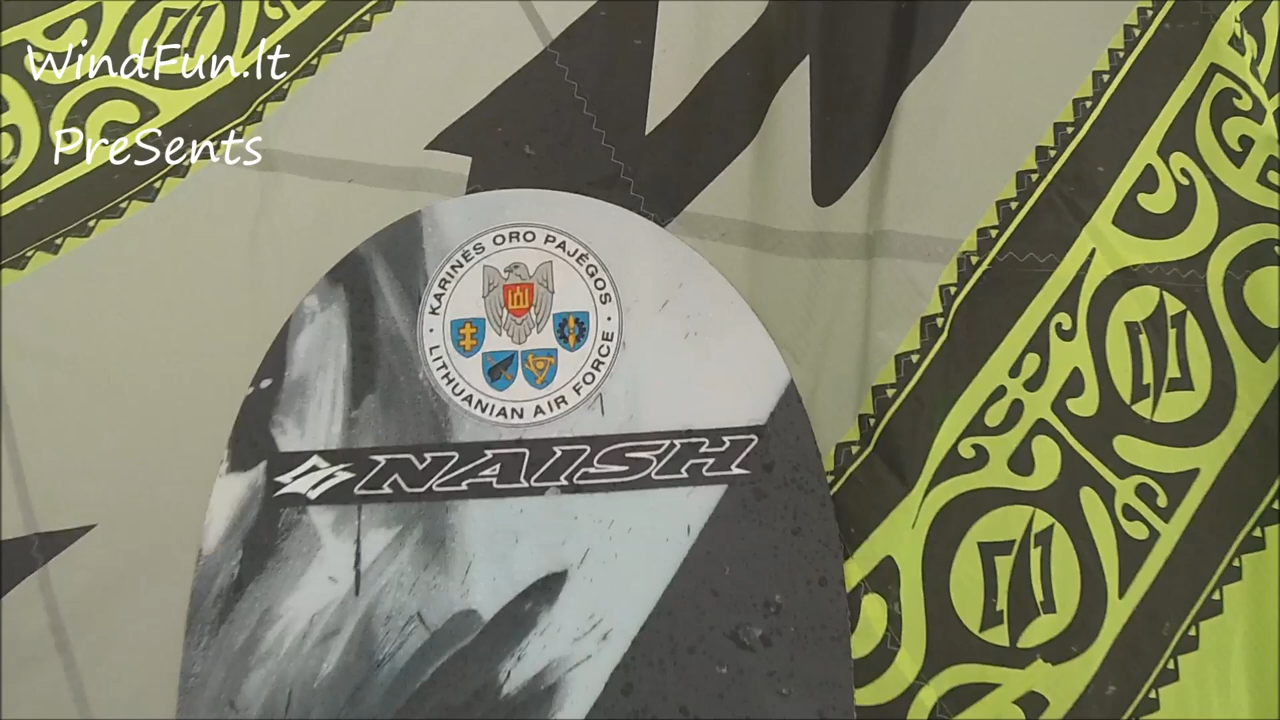 WindFun.lt
PreSents
KARINĖS ORO PAJĖGOS
LITHUANIAN AIR FORCE
NAISH